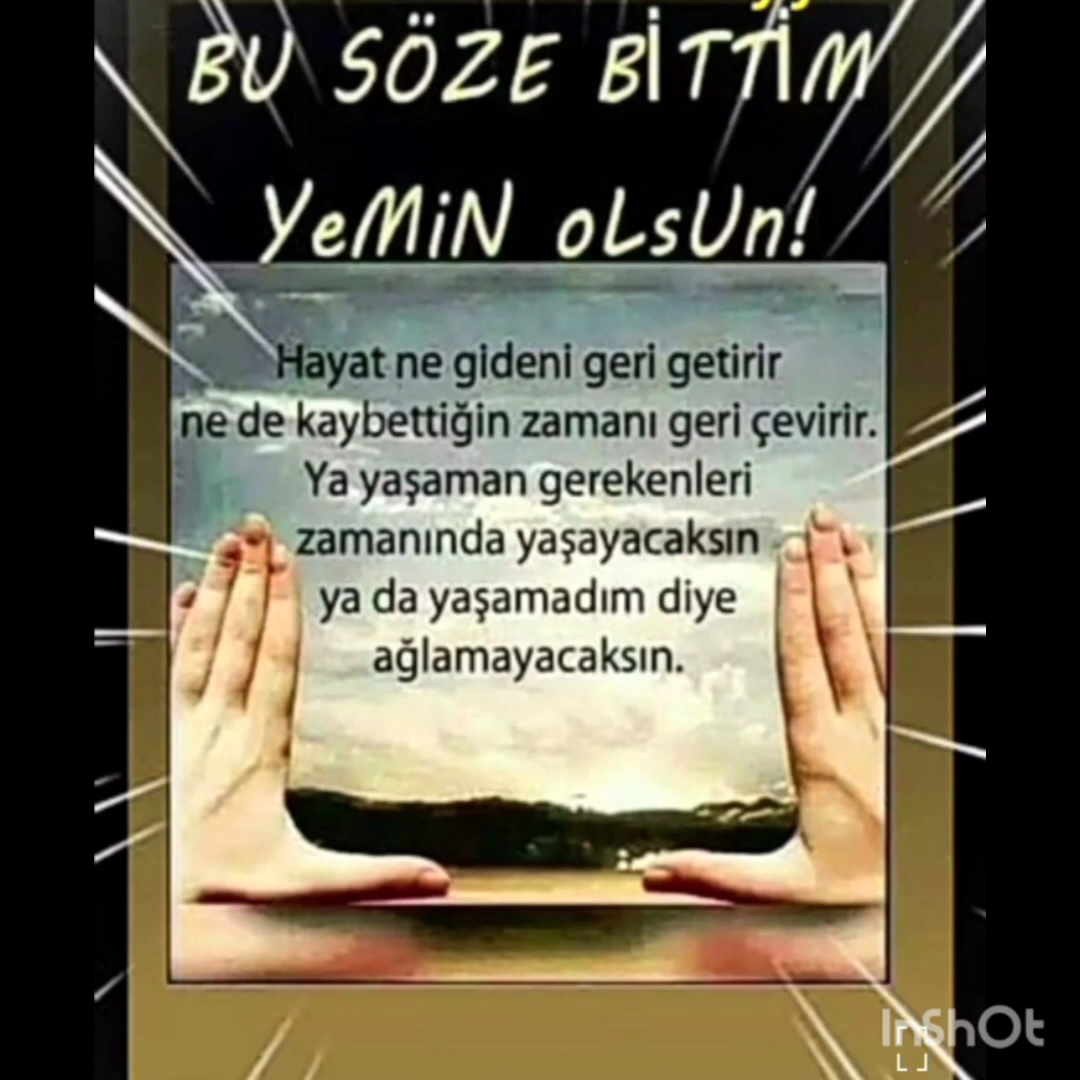 BU SÖZE BİTTİM
YeMiN oLsUn!
Hayat ne gideni geri getirir
ne de kaybettiğin zamanı geri çevirir.
Ya yaşaman gerekenleri
zamanında yaşayacaksın
ya da yaşamadım diye
ağlamayacaksın.
InShOt